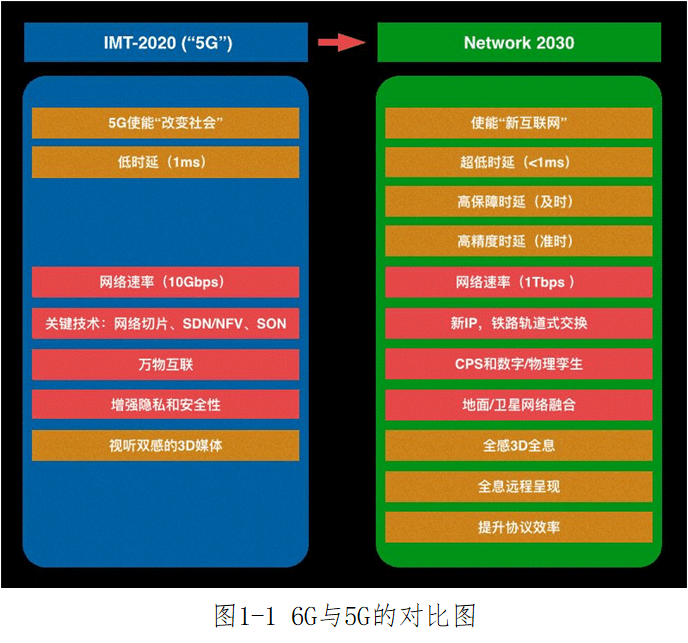 IMT-2020 (“5G”)
Network 2030
5G使能“改变社会”
低时延（1ms）
网络速率（10Gbps）
关键技术：网络切片、SDN/NFV、SON
万物互联
增强隐私和安全性
视听双感的3D媒体
使能“新互联网”
超低时延（<1ms）
高保障时延（及时）
高精度时延（准时）
网络速率（1Tbps ）
新IP，铁路轨道式交换
CPS和数字/物理孪生
地面/卫星网络融合
全感3D全息
全息远程呈现
提升协议效率
图1-1 6G与5G的对比图